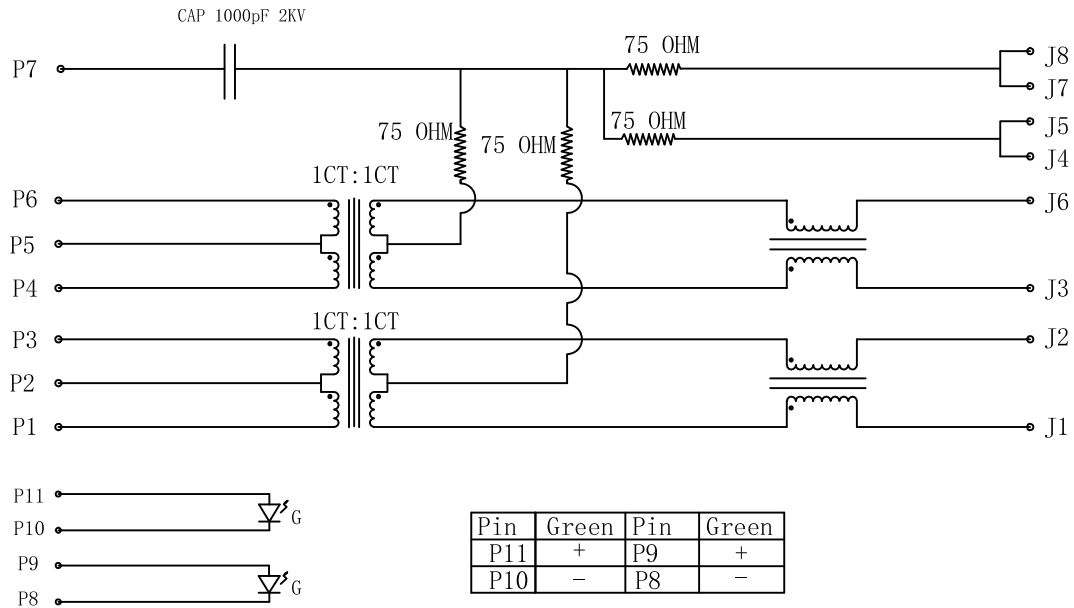 CAP 1000pF 2KV
75 OHM
P7
J8
J7
75 OHM
75 OHM
75 OHM
J5
J4
1CT:1CT
P6
J6
P5
P4
J3
1CT:1CT
P3
J2
P2
P1
J1
P11
G
P10
P9
G
P8
Pin Green Pin Green
P11 + P9 +
P10 − P8 −